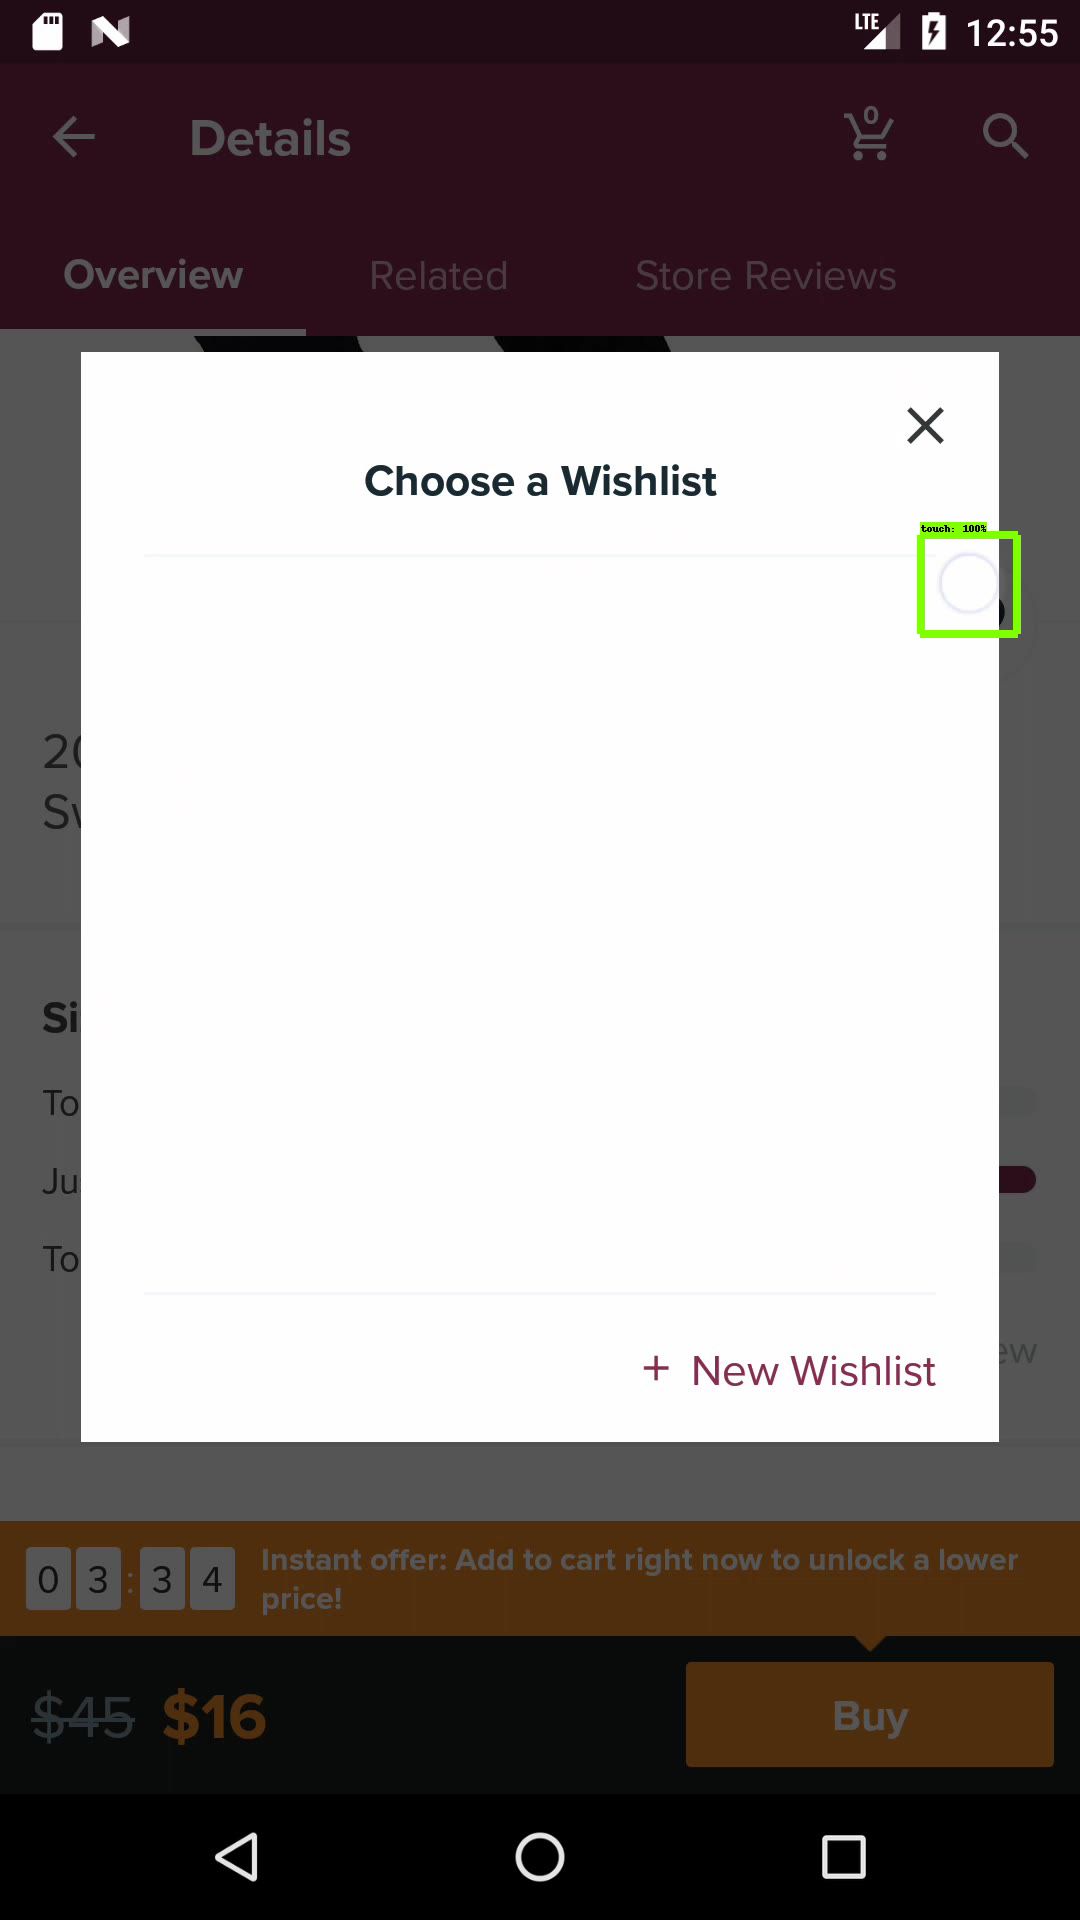 LTE 12:55
Details
0
Overview Related Store Reviews
Choose a Wishlist
touch: 100%
20
Sw
Si
To
Ju
To
ew
+ New Wishlist
0 3 : 3 4
Instant offer: Add to cart right now to unlock a lower
price!
$45 $16
Buy